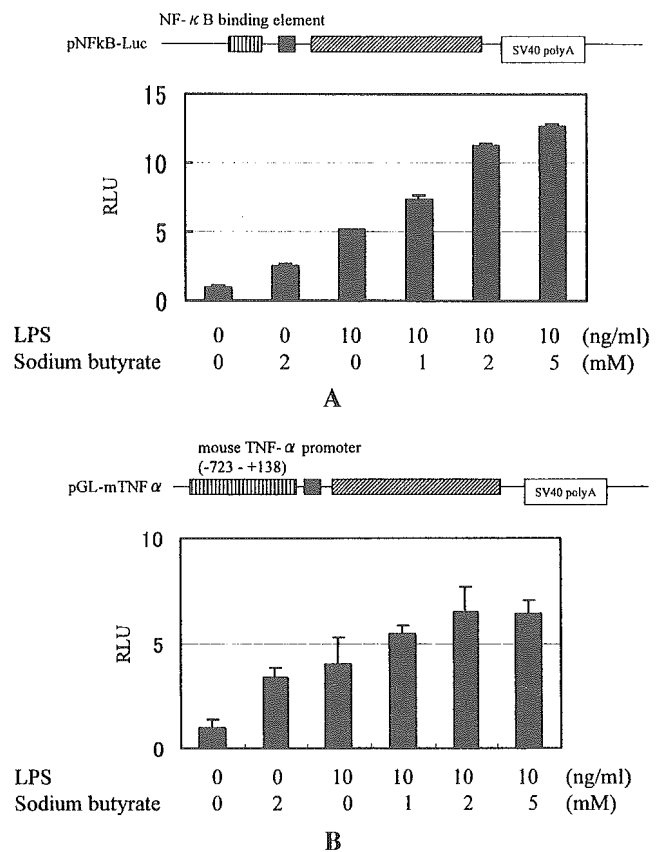 NF-κB binding element
pNFkB-Luc
SV40 polyA
15
10
5
0
RLU
LPS 0 0 10 10 10 10 (ng/ml)
Sodium butyrate 0 2 0 1 2 5 (mM)
A
mouse TNF-α promoter
(-723 - +138)
pGL-mTNFα
SV40 polyA
10
5
0
RLU
LPS 0 0 10 10 10 10 (ng/ml)
Sodium butyrate 0 2 0 1 2 5 (mM)
B